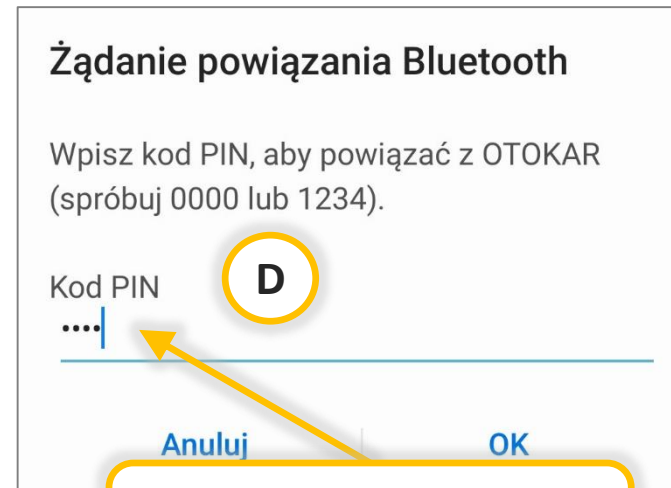 Żądanie powiązania Bluetooth
Wpisz kod PIN, aby powiązać z OTOKAR
(spróbuj 0000 lub 1234).
Kod PIN
D
••••
Anuluj
OK